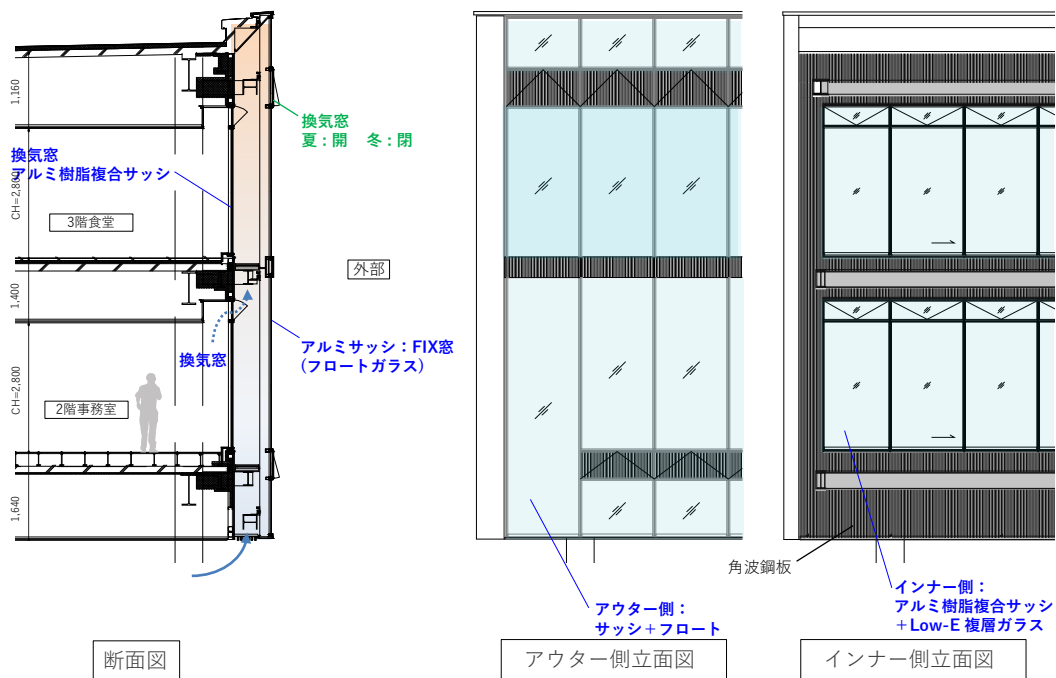 1,160
CH=2,800
1,400
CH=2,800
1,640
換気窓
アルミ樹脂複合サッシ
3階食堂
換気窓
2階事務室
換気窓
夏：開　冬：閉
外部
アルミサッシ：FIX窓
(フロートガラス)
断面図
アウター側：
サッシ＋フロート
アウター側立面図
角波鋼板
インナー側：
アルミ樹脂複合サッシ
＋Low-E 複層ガラス
インナー側立面図